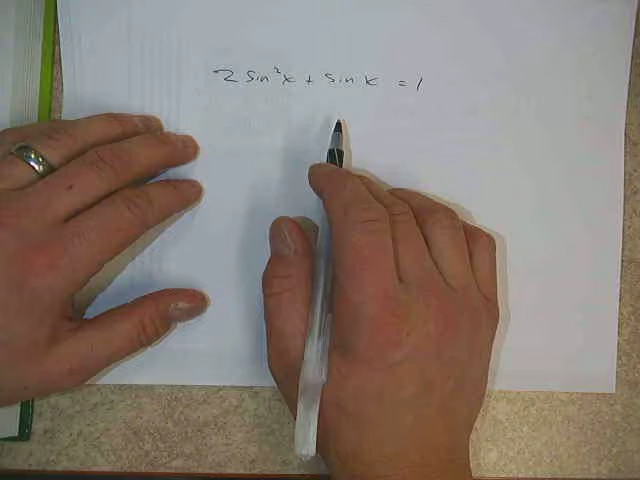 2 sin²x + sin x = 1